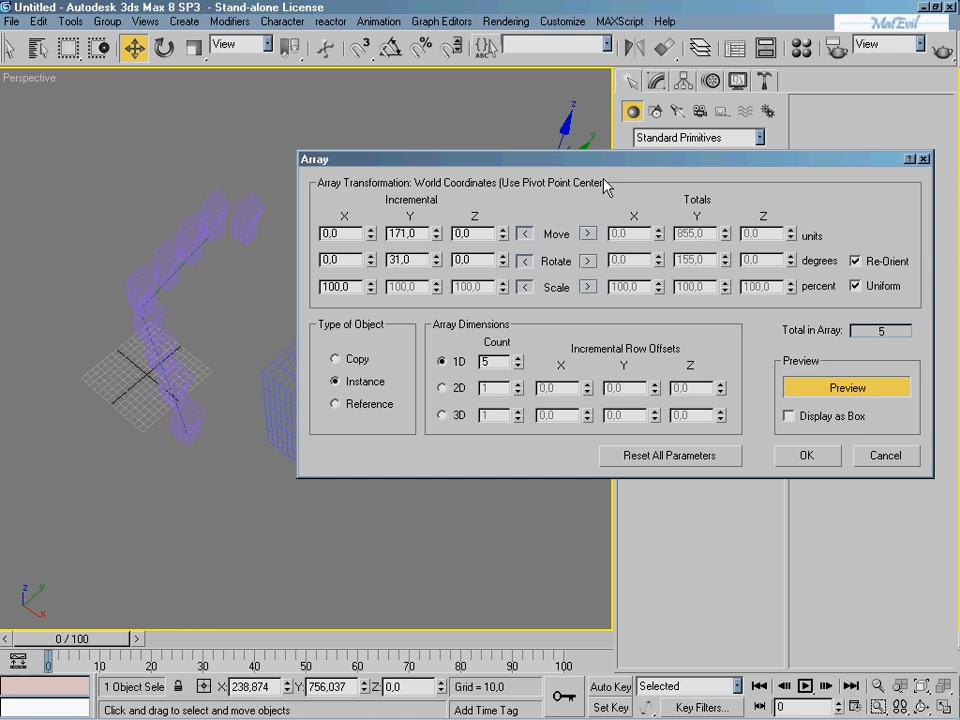 Untitled - Autodesk 3ds Max 8 SP3 - Stand-alone License
File Edit Tools Group Views Create Modifiers Character reactor Animation Graph Editors Rendering Customize MAXScript Help
MatEvil
View 3 % ABC View
Perspective
z
y
Standard Primitives
Array
Array Transformation: World Coordinates (Use Pivot Point Center)
Incremental Totals
X Y Z X Y Z
0,0 171,0 0,0 < Move > 0,0 855,0 0,0 units
0,0 31,0 0,0 < Rotate > 0,0 155,0 0,0 degrees Re-Orient
100,0 100,0 100,0 < Scale > 100,0 100,0 100,0 percent Uniform
Type of Object Array Dimensions Total in Array: 5
Count Incremental Row Offsets
Copy 1D 5 X Y Z Preview
Instance 2D 1 0,0 0,0 0,0 Preview
Reference 3D 1 0,0 0,0 0,0 Display as Box
Reset All Parameters OK Cancel
z y
x
< 0 / 100 >
0 10 20 30 40 50 60 70 80 90 100
1 Object Sele X: 238,874 Y: 756,037 Z: 0,0 Grid = 10,0 Auto Key Selected
Click and drag to select and move objects Add Time Tag Set Key Key Filters... 0